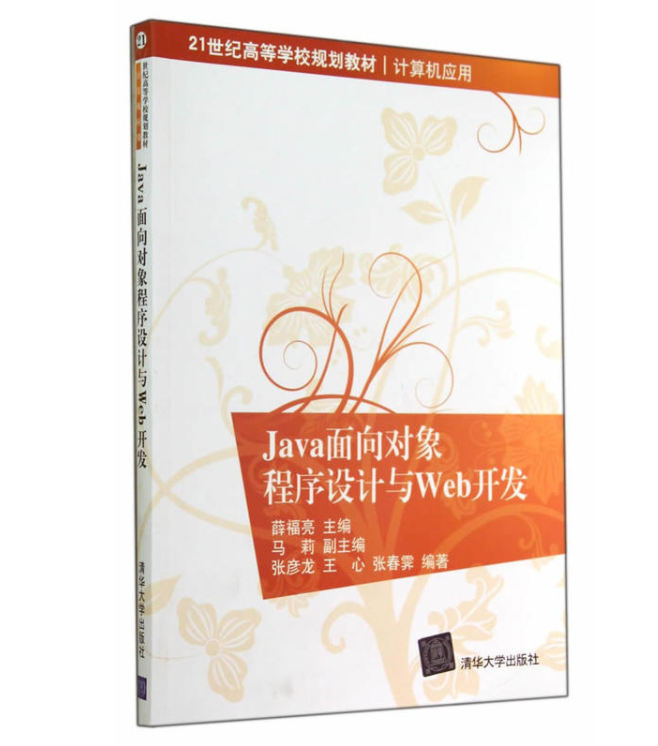 21世纪高等学校规划教材 | 计算机应用
Java面向对象
程序设计与Web开发
薛福亮 主编
马 莉 副主编
张彦龙 王 心 张春霁 编著
清华大学出版社
21
世纪高等学校规划教材
Java面向对象程序设计与Web开发
清华大学出版社